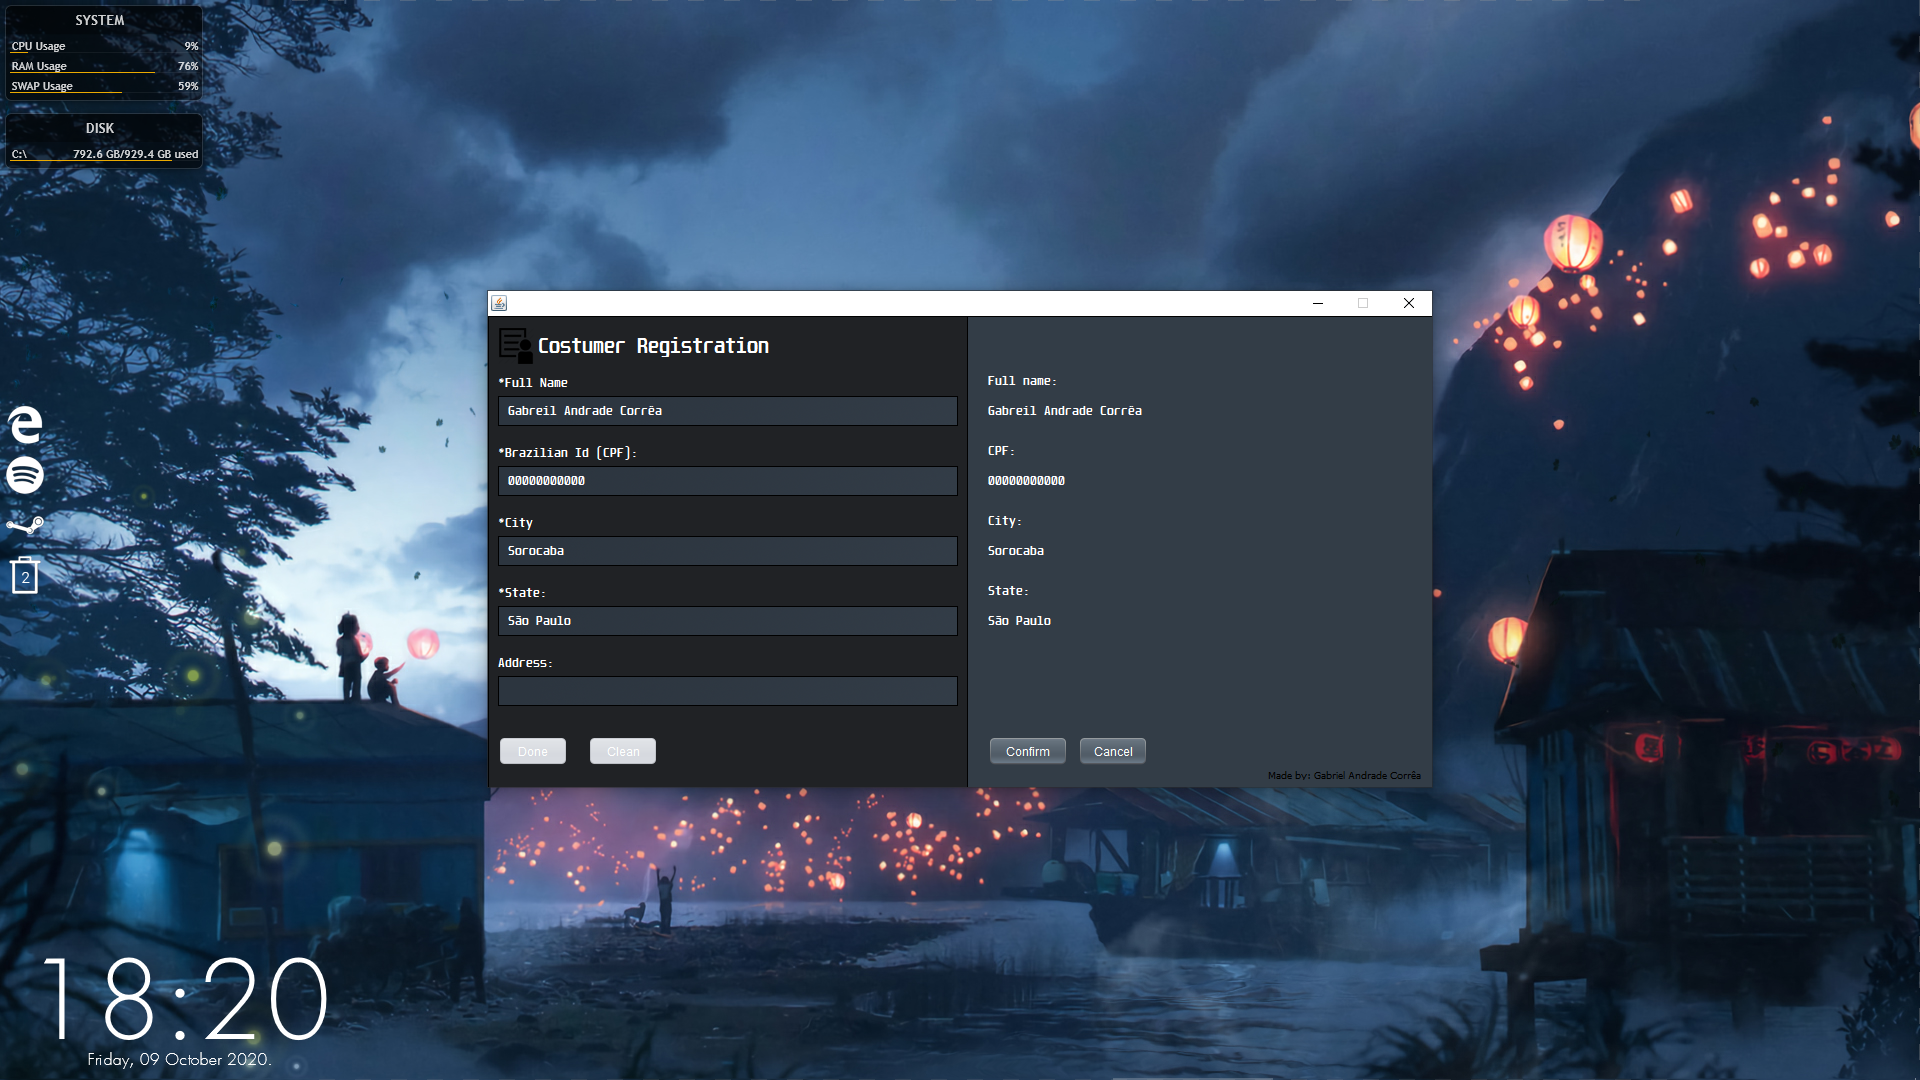 SYSTEM
CPU Usage 9%
RAM Usage 76%
SWAP Usage 59%
DISK
C:\ 792.6 GB/929.4 GB used
2
Costumer Registration
*Full Name
Gabreil Andrade Corrêa
*Brazilian Id (CPF):
00000000000
*City
Sorocaba
*State:
São Paulo
Address:
Done Clean
Full name:
Gabreil Andrade Corrêa
CPF:
00000000000
City:
Sorocaba
State:
São Paulo
Confirm Cancel
Made by: Gabriel Andrade Corrêa
18:20
Friday, 09 October 2020.